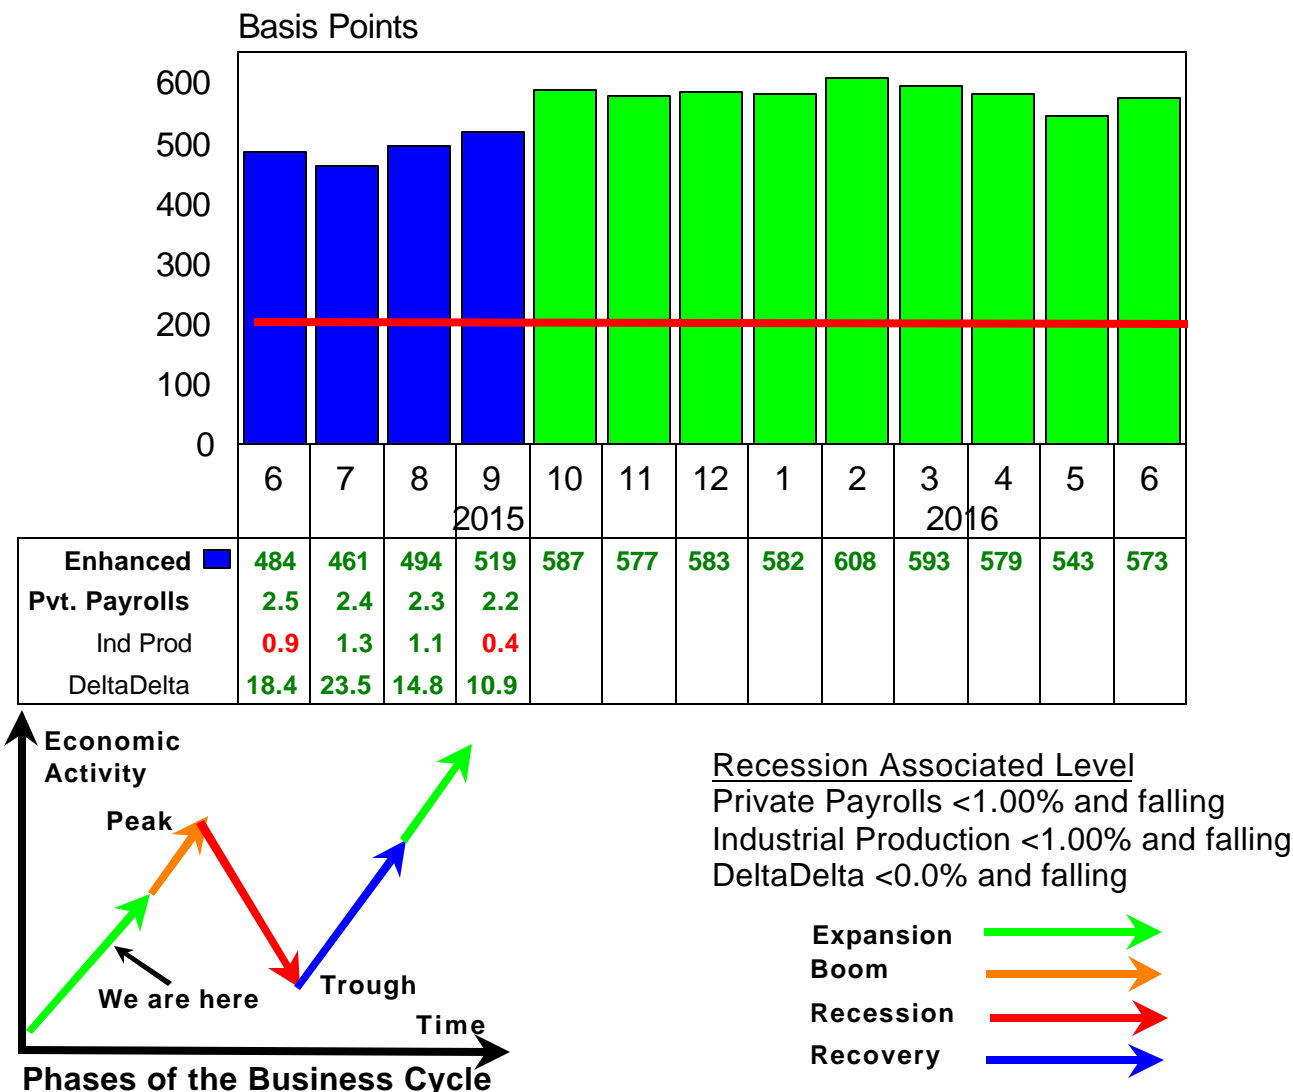 Basis Points
600
500
400
300
200
100
0
6 7 8 9 10 11 12 1 2 3 4 5 6
2015 2016
Enhanced 484 461 494 519 587 577 583 582 608 593 579 543 573
Pvt. Payrolls 2.5 2.4 2.3 2.2
Ind Prod 0.9 1.3 1.1 0.4
DeltaDelta 18.4 23.5 14.8 10.9
Economic
Activity
Peak
We are here
Trough
Time
Phases of the Business Cycle
Recession Associated Level
Private Payrolls <1.00% and falling
Industrial Production <1.00% and falling
DeltaDelta <0.0% and falling
Expansion
Boom
Recession
Recovery